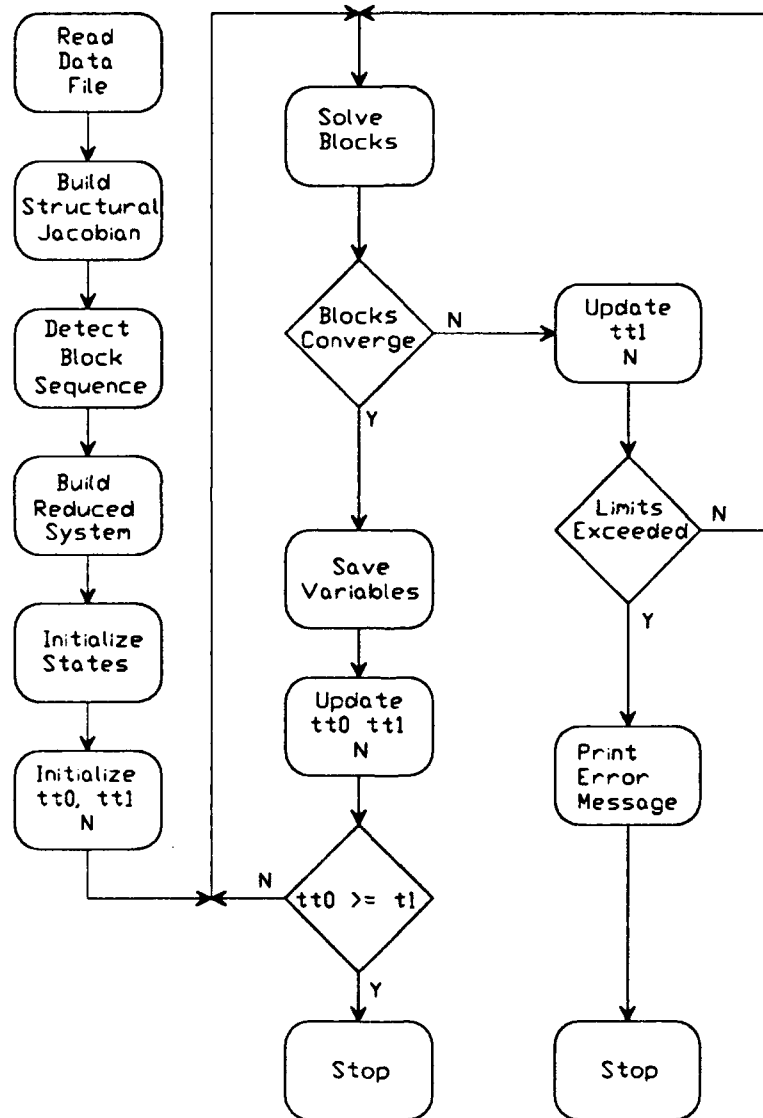 Read
Data
File
Build
Structural
Jacobian
Detect
Block
Sequence
Build
Reduced
System
Initialize
States
Initialize
tt0, tt1
N
Solve
Blocks
Blocks
Converge
N
Y
Save
Variables
Update
tt0 tt1
N
tt0 >= t1
N
Y
Stop
Update
tt1
N
Limits
Exceeded
N
Y
Print
Error
Message
Stop